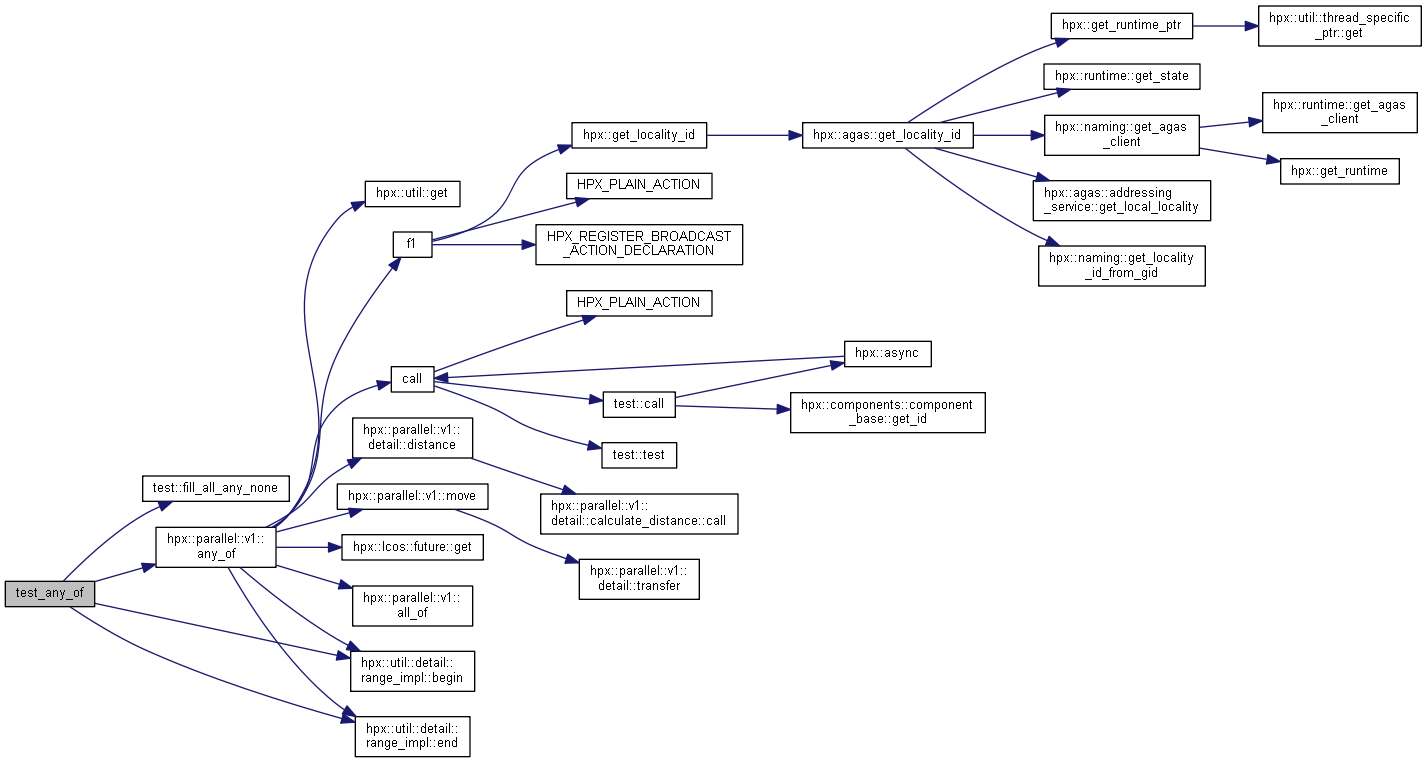 hpx::get_runtime_ptr
hpx::util::thread_specific
_ptr::get
hpx::runtime::get_state
hpx::runtime::get_agas
_client
hpx::get_locality_id
hpx::agas::get_locality_id
hpx::naming::get_agas
_client
hpx::get_runtime
hpx::util::get
HPX_PLAIN_ACTION
hpx::agas::addressing
_service::get_local_locality
f1
HPX_REGISTER_BROADCAST
_ACTION_DECLARATION
hpx::naming::get_locality
_id_from_gid
HPX_PLAIN_ACTION
hpx::async
call
test::call
hpx::components::component
_base::get_id
hpx::parallel::v1::
detail::distance
test::test
test::fill_all_any_none
hpx::parallel::v1::move
hpx::parallel::v1::
detail::calculate_distance::call
hpx::parallel::v1::
any_of
hpx::lcos::future::get
test_any_of
hpx::parallel::v1::
all_of
hpx::parallel::v1::
detail::transfer
hpx::util::detail::
range_impl::begin
hpx::util::detail::
range_impl::end